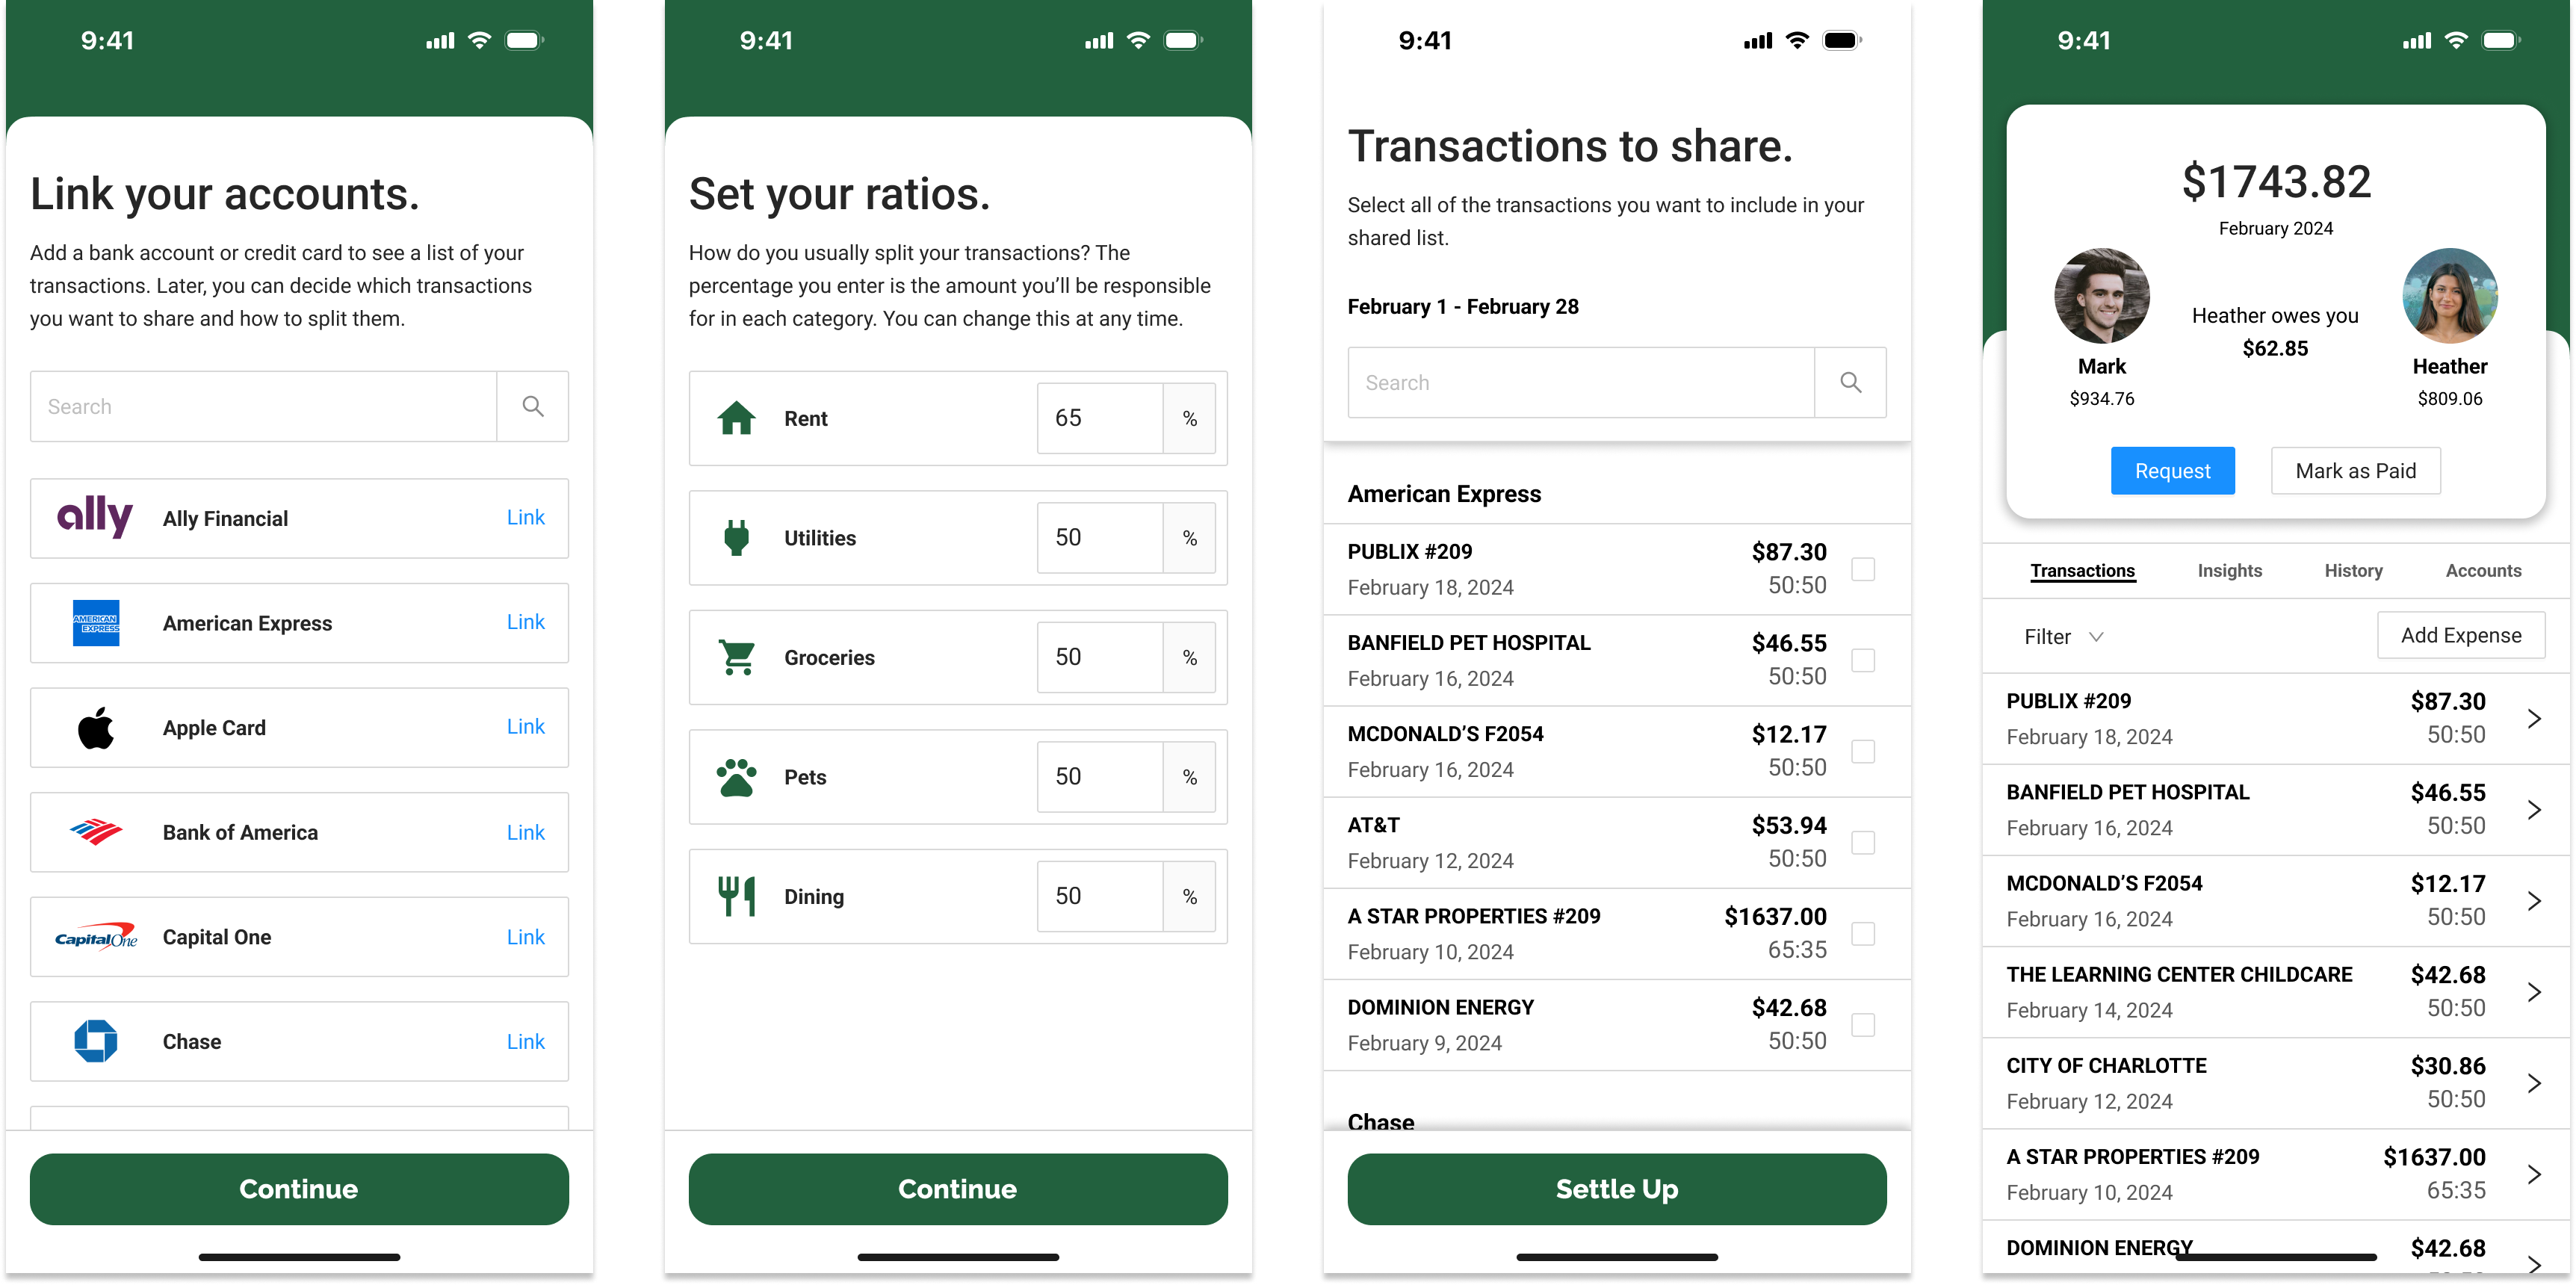 9:41
Link your accounts.
Add a bank account or credit card to see a list of your
transactions. Later, you can decide which transactions
you want to share and how to split them.
Search
ally
Ally Financial
Link
AMERICAN
EXPRESS
American Express
Link
Apple Card
Link
Bank of America
Link
CapitalOne
Capital One
Link
Chase
Link
Continue
9:41
Set your ratios.
How do you usually split your transactions? The
percentage you enter is the amount you’ll be responsible
for in each category. You can change this at any time.
Rent
65
%
Utilities
50
%
Groceries
50
%
Pets
50
%
Dining
50
%
Continue
9:41
Transactions to share.
Select all of the transactions you want to include in your
shared list.
February 1 - February 28
Search
American Express
PUBLIX #209
$87.30
February 18, 2024
50:50
BANFIELD PET HOSPITAL
$46.55
February 16, 2024
50:50
MCDONALD’S F2054
$12.17
February 16, 2024
50:50
AT&T
$53.94
February 12, 2024
50:50
A STAR PROPERTIES #209
$1637.00
February 10, 2024
65:35
DOMINION ENERGY
$42.68
February 9, 2024
50:50
Chase
Settle Up
9:41
$1743.82
February 2024
Heather owes you
$62.85
Mark
$934.76
Heather
$809.06
Request
Mark as Paid
Transactions
Insights
History
Accounts
Filter
Add Expense
PUBLIX #209
$87.30
February 18, 2024
50:50
BANFIELD PET HOSPITAL
$46.55
February 16, 2024
50:50
MCDONALD’S F2054
$12.17
February 16, 2024
50:50
THE LEARNING CENTER CHILDCARE
$42.68
February 14, 2024
50:50
CITY OF CHARLOTTE
$30.86
February 12, 2024
50:50
A STAR PROPERTIES #209
$1637.00
February 10, 2024
65:35
DOMINION ENERGY
$42.68